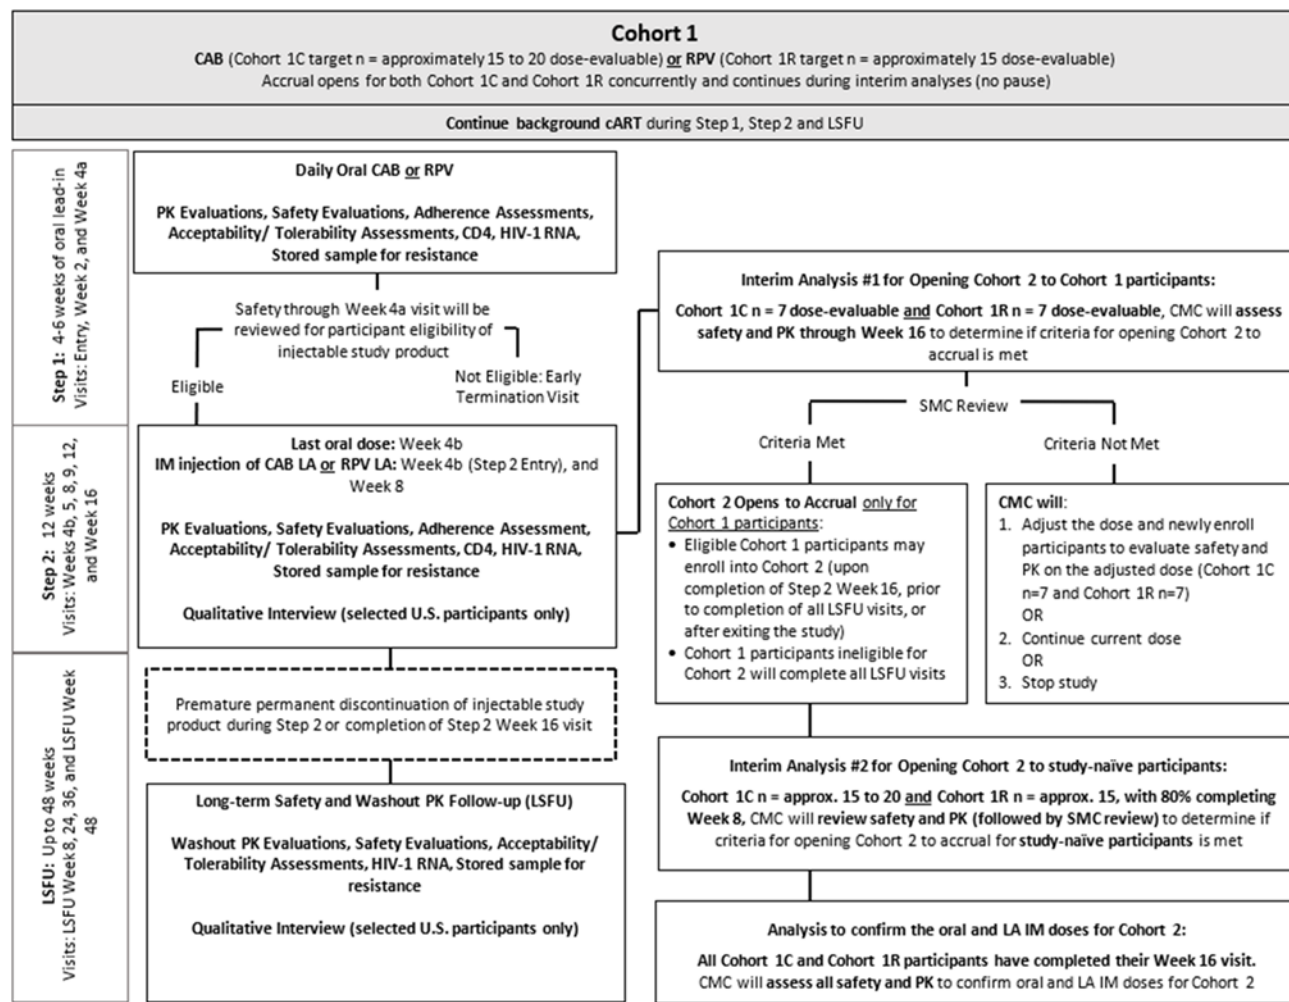 Cohort 1
CAB (Cohort 1C target n = approximately 15 to 20 dose-evaluable) or RPV (Cohort 1R target n = approximately 15 dose-evaluable)
Accrual opens for both Cohort 1C and Cohort 1R concurrently and continues during interim analyses (no pause)
Continue background cART during Step 1, Step 2 and LSFU
Step 1: 4-6 weeks of oral lead-in
Visits: Entry, Week 2, and Week 4a
Daily Oral CAB or RPV
PK Evaluations, Safety Evaluations, Adherence Assessments,
Acceptability/ Tolerability Assessments, CD4, HIV-1 RNA,
Stored sample for resistance
Safety through Week 4a visit will be
reviewed for participant eligibility of
injectable study product
Eligible
Not Eligible: Early
Termination Visit
Step 2: 12 weeks
Visits: Weeks 4b, 5, 8, 9, 12,
and Week 16
Last oral dose: Week 4b
IM injection of CAB LA or RPV LA: Week 4b (Step 2 Entry), and
Week 8
PK Evaluations, Safety Evaluations, Adherence Assessment,
Acceptability/ Tolerability Assessments, CD4, HIV-1 RNA,
Stored sample for resistance
Qualitative Interview (selected U.S. participants only)
LSFU: Up to 48 weeks
Visits: LSFU Week 8, 24, 36, and LSFU Week
48
Premature permanent discontinuation of injectable study
product during Step 2 or completion of Step 2 Week 16 visit
Long-term Safety and Washout PK Follow-up (LSFU)
Washout PK Evaluations, Safety Evaluations, Acceptability/
Tolerability Assessments, HIV-1 RNA, Stored sample for
resistance
Qualitative Interview (selected U.S. participants only)
Interim Analysis #1 for Opening Cohort 2 to Cohort 1 participants:
Cohort 1C n = 7 dose-evaluable and Cohort 1R n = 7 dose-evaluable, CMC will assess
safety and PK through Week 16 to determine if criteria for opening Cohort 2 to
accrual is met
SMC Review
Criteria Met
Criteria Not Met
Cohort 2 Opens to Accrual only for
Cohort 1 participants:
• Eligible Cohort 1 participants may
enroll into Cohort 2 (upon
completion of Step 2 Week 16, prior
to completion of all LSFU visits, or
after exiting the study)
• Cohort 1 participants ineligible for
Cohort 2 will complete all LSFU visits
CMC will:
1. Adjust the dose and newly enroll
participants to evaluate safety and
PK on the adjusted dose (Cohort 1C
n=7 and Cohort 1R n=7)
OR
2. Continue current dose
OR
3. Stop study
Interim Analysis #2 for Opening Cohort 2 to study-naïve participants:
Cohort 1C n = approx. 15 to 20 and Cohort 1R n = approx. 15, with 80% completing
Week 8, CMC will review safety and PK (followed by SMC review) to determine if
criteria for opening Cohort 2 to accrual for study-naïve participants is met
Analysis to confirm the oral and LA IM doses for Cohort 2:
All Cohort 1C and Cohort 1R participants have completed their Week 16 visit.
CMC will assess all safety and PK to confirm oral and LA IM doses for Cohort 2